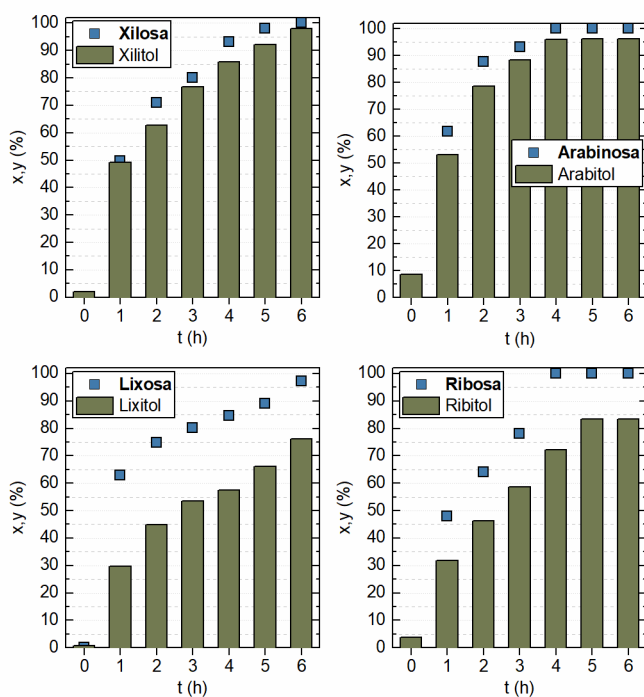 100
90
80
70
60
50
40
30
20
10
0
x,y (%)
Xilosa
Xilitol
0 1 2 3 4 5 6
t (h)
100
90
80
70
60
50
40
30
20
10
0
x,y (%)
Arabinosa
Arabitol
0 1 2 3 4 5 6
t (h)
100
90
80
70
60
50
40
30
20
10
0
x,y (%)
Lixosa
Lixitol
0 1 2 3 4 5 6
t (h)
100
90
80
70
60
50
40
30
20
10
0
x,y (%)
Ribosa
Ribitol
0 1 2 3 4 5 6
t (h)